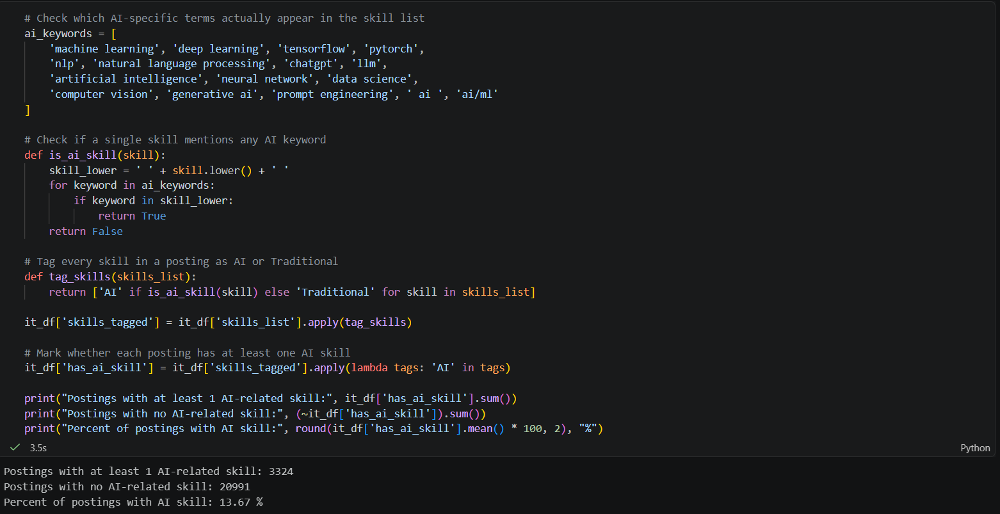 # Check which AI-specific terms actually appear in the skill list
ai_keywords = [
    'machine learning', 'deep learning', 'tensorflow', 'pytorch',
    'nlp', 'natural language processing', 'chatgpt', 'llm',
    'artificial intelligence', 'neural network', 'data science',
    'computer vision', 'generative ai', 'prompt engineering', ' ai ', 'ai/ml'
]

# Check if a single skill mentions any AI keyword
def is_ai_skill(skill):
    skill_lower = ' ' + skill.lower() + ' '
    for keyword in ai_keywords:
        if keyword in skill_lower:
            return True
    return False

# Tag every skill in a posting as AI or Traditional
def tag_skills(skills_list):
    return ['AI' if is_ai_skill(skill) else 'Traditional' for skill in skills_list]

it_df['skills_tagged'] = it_df['skills_list'].apply(tag_skills)

# Mark whether each posting has at least one AI skill
it_df['has_ai_skill'] = it_df['skills_tagged'].apply(lambda tags: 'AI' in tags)

print("Postings with at least 1 AI-related skill:", it_df['has_ai_skill'].sum())
print("Postings with no AI-related skill:", (~it_df['has_ai_skill']).sum())
print("Percent of postings with AI skill:", round(it_df['has_ai_skill'].mean() * 100, 2), "%")
3.5s
Python
Postings with at least 1 AI-related skill: 3324
Postings with no AI-related skill: 20991
Percent of postings with AI skill: 13.67 %